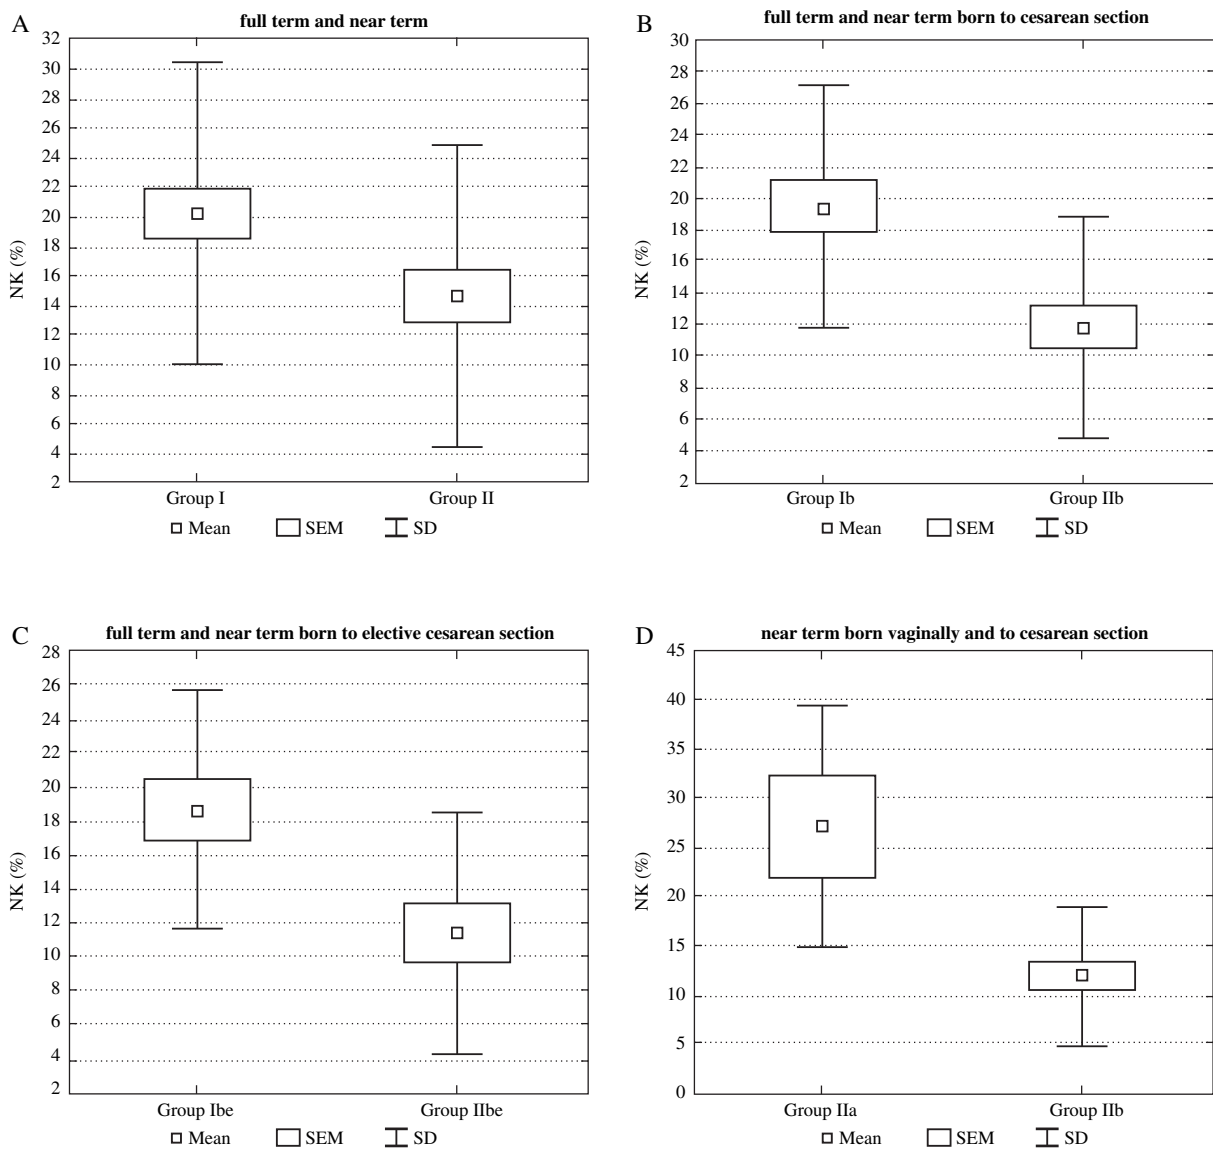 A
full term and near term
32
30
28
26
24
22
20
18
16
14
12
10
8
6
4
2
NK (%)
Group I Group II
Mean SEM SD
B
full term and near term born to cesarean section
30
28
26
24
22
20
18
16
14
12
10
8
6
4
2
NK (%)
Group Ib Group IIb
Mean SEM SD
C
full term and near term born to elective cesarean section
28
26
24
22
20
18
16
14
12
10
8
6
4
2
NK (%)
Group Ibe Group IIbe
Mean SEM SD
D
near term born vaginally and to cesarean section
45
40
35
30
25
20
15
10
5
0
NK (%)
Group IIa Group IIb
Mean SEM SD